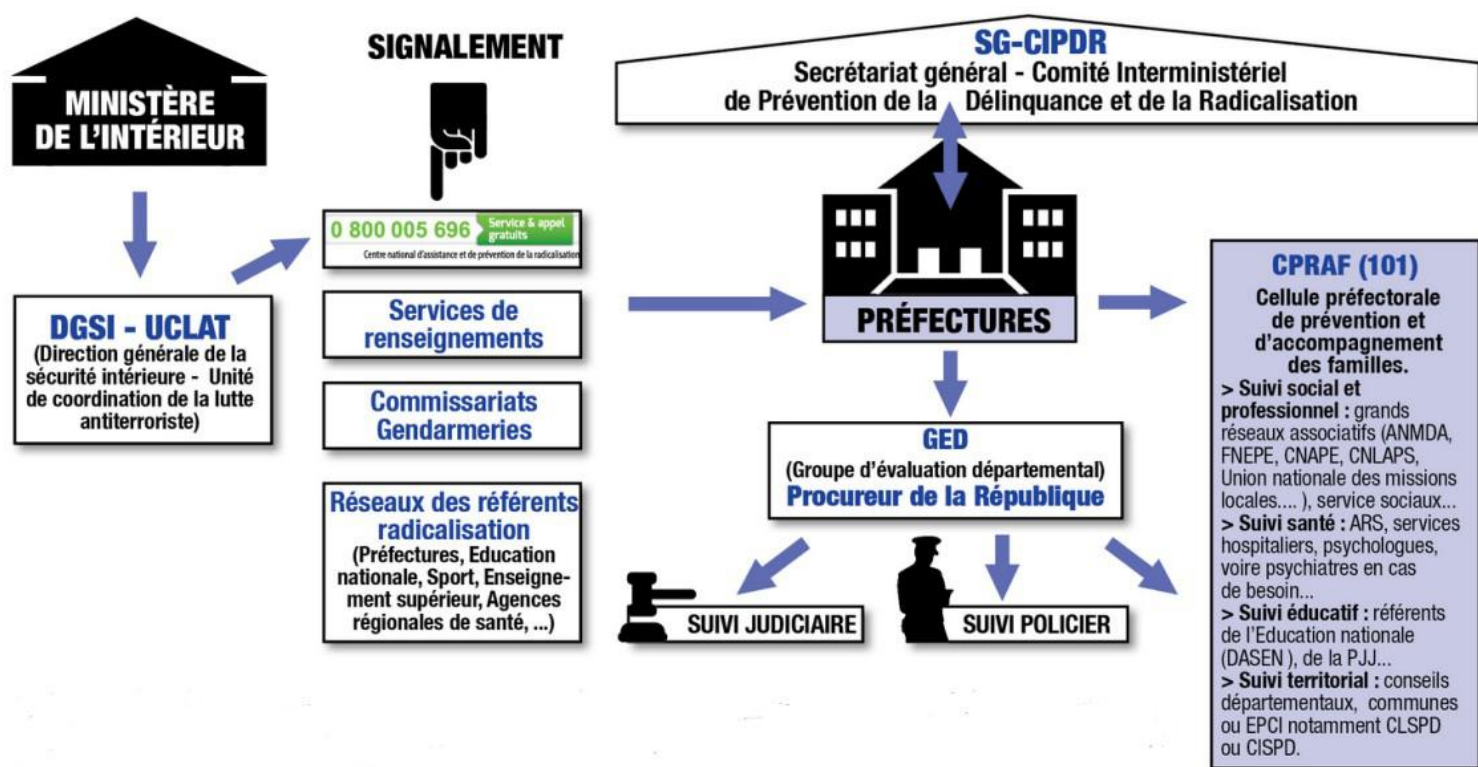 MINISTÈRE
DE L'INTÉRIEUR
DGSI - UCLAT
(Direction générale de la
sécurité intérieure - Unité
de coordination de la lutte
antiterroriste)
SIGNALEMENT
0 800 005 696
Service & appel
gratuits
Centre national d'assistance et de prévention de la radicalisation
Services de
renseignements
Commissariats
Gendarmeries
Réseaux des référents
radicalisation
(Préfectures, Education
nationale, Sport, Enseigne-
ment supérieur, Agences
régionales de santé, ...)
SG-CIPDR
Secrétariat général - Comité Interministériel
de Prévention de la Délinquance et de la Radicalisation
PRÉFECTURES
GED
(Groupe d'évaluation départemental)
Procureur de la République
SUIVI JUDICIAIRE
SUIVI POLICIER
CPRAF (101)
Cellule préfectorale
de prévention et
d'accompagnement
des familles.
> Suivi social et
professionnel : grands
réseaux associatifs (ANMDA,
FNEPE, CNAPE, CNLAPS,
Union nationale des missions
locales.... ), service sociaux...
> Suivi santé : ARS, services
hospitaliers, psychologues,
voire psychiatres en cas
de besoin...
> Suivi éducatif : référents
de l'Education nationale
(DASEN ), de la PJJ...
> Suivi territorial : conseils
départementaux, communes
ou EPCI notamment CLSPD
ou CISPD.